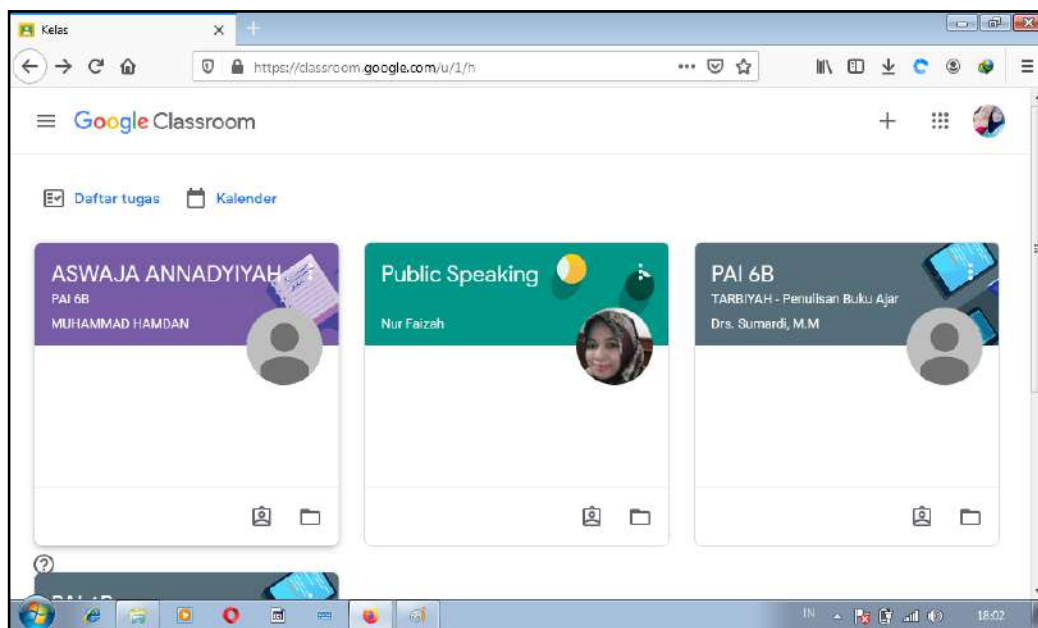 Kelas
https://classroom.google.com/u/1/h
Google Classroom
Daftar tugas
Kalender
ASWAJA ANNADYIYAH
PAI 6B
MUHAMMAD HAMDAN
Public Speaking
Nur Faizah
PAI 6B
TARBIYAH - Penulisan Buku Ajar
Drs. Sumardi, M.M
IN
18:02